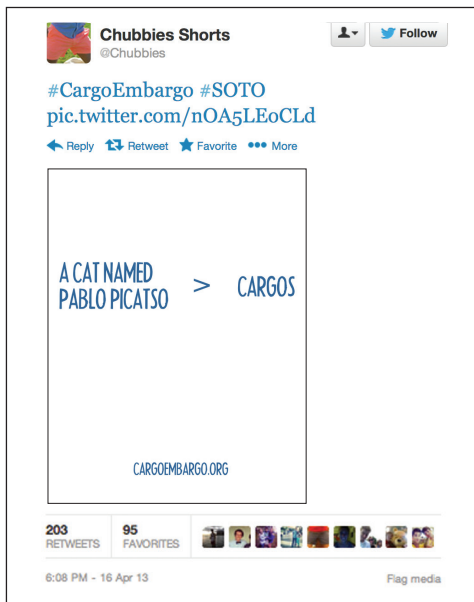 Chubbies Shorts
@Chubbies
Follow
#CargoEmbargo #SOTO
pic.twitter.com/nOA5LEoCLd
Reply Retweet Favorite More
A CAT NAMED
PABLO PICATSO > CARGOS
CARGOEMBARGO.ORG
203 95
RETWEETS FAVORITES
6:08 PM - 16 Apr 13 Flag media